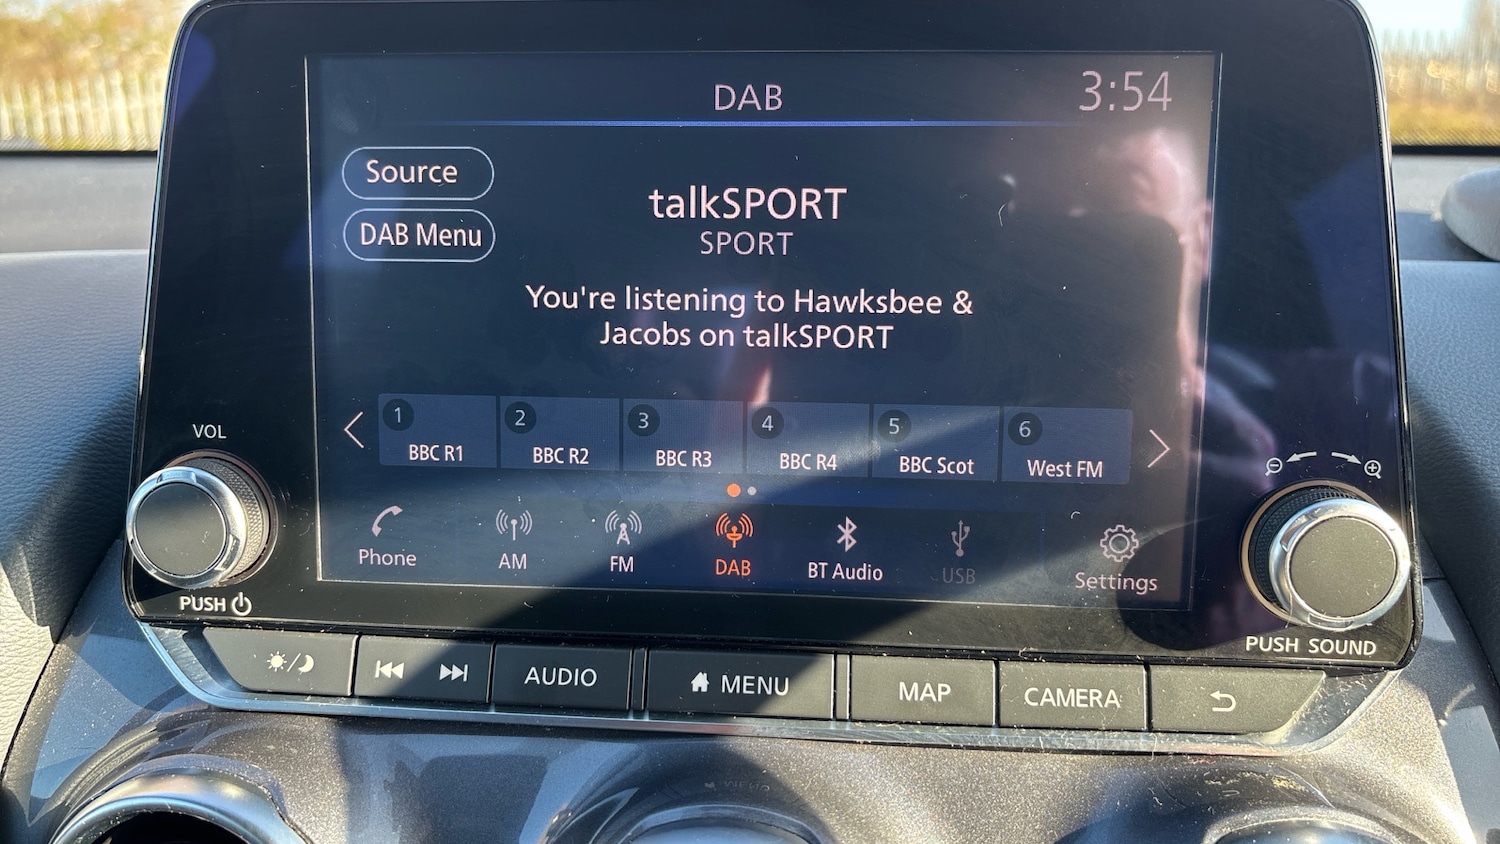 DAB
3:54
Source
talkSPORT
SPORT
DAB Menu
You're listening to Hawksbee &
Jacobs on talkSPORT
1
BBC R1
2
BBC R2
3
BBC R3
4
BBC R4
5
BBC Scot
6
West FM
VOL
PUSH
Phone
AM
FM
DAB
BT Audio
USB
Settings
PUSH SOUND
AUDIO
MENU
MAP
CAMERA